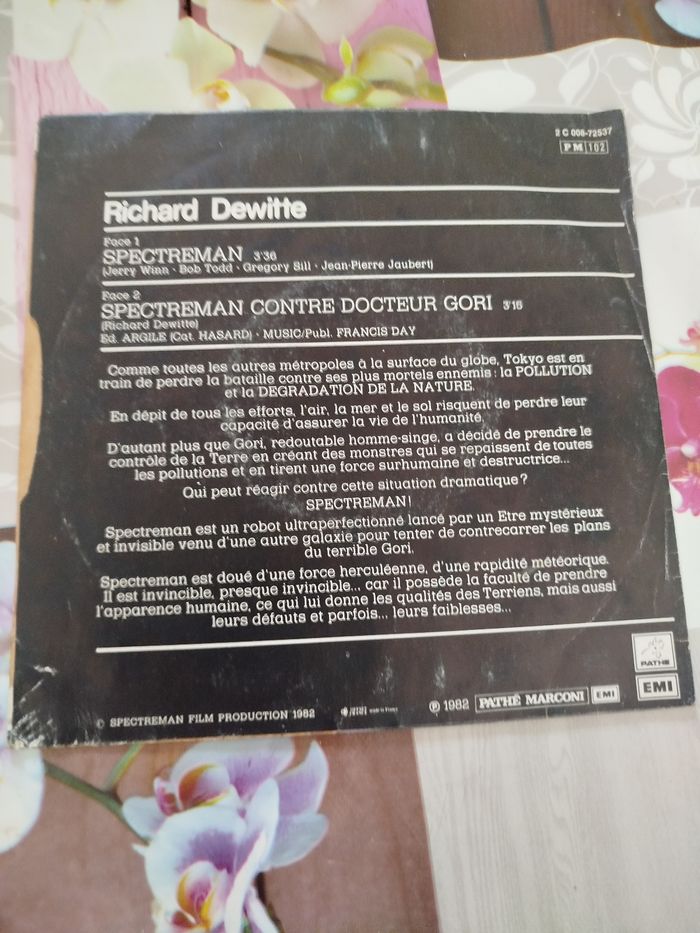 2 C 008-72537
PM 102
Richard Dewitte
Face 1
SPECTREMAN 3'36
(Jerry Winn · Bob Todd · Gregory Sill · Jean-Pierre Jaubert)
Face 2
SPECTREMAN CONTRE DOCTEUR GORI 3'16
(Richard Dewitte)
Ed. ARGILE (Cat. HASARD) · MUSIC/Publ. FRANCIS DAY
Comme toutes les autres métropoles à la surface du globe, Tokyo est en
train de perdre la bataille contre ses plus mortels ennemis : la POLLUTION
et la DEGRADATION DE LA NATURE.
En dépit de tous les efforts, l'air, la mer et le sol risquent de perdre leur
capacité d'assurer la vie de l'humanité.
D'autant plus que Gori, redoutable homme-singe, a décidé de prendre le
contrôle de la Terre en créant des monstres qui se repaissent de toutes
les pollutions et en tirent une force surhumaine et destructrice...
Qui peut réagir contre cette situation dramatique ?
SPECTREMAN !
Spectreman est un robot ultraperfectionné lancé par un Etre mystérieux
et invisible venu d'une autre galaxie pour tenter de contrecarrer les plans
du terrible Gori.
Spectreman est doué d'une force herculéenne, d'une rapidité météorique.
Il est invincible, presque invincible... car il possède la faculté de prendre
l'apparence humaine, ce qui lui donne les qualités des Terriens, mais aussi
leurs défauts et parfois... leurs faiblesses...
PATHE
EMI
© SPECTREMAN FILM PRODUCTION 1982
made in France
℗ 1982 PATHÉ MARCONI EMI